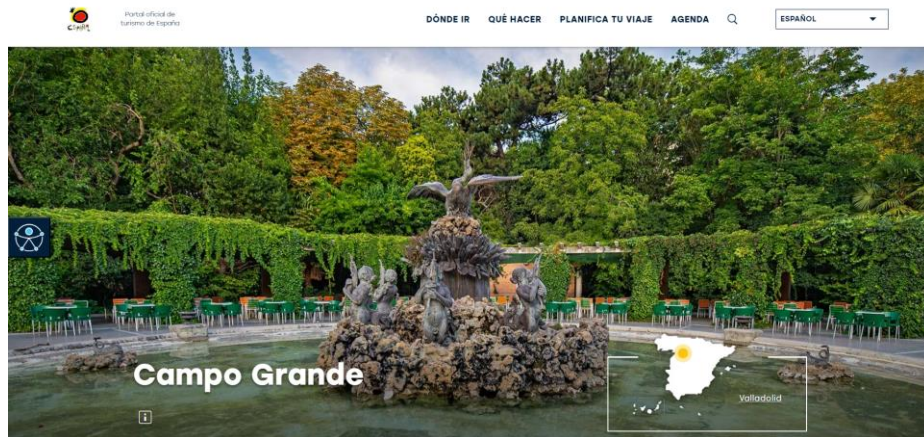 Portal oficial de
turismo de España
DÓNDE IR QUÉ HACER PLANIFICA TU VIAJE AGENDA ESPAÑOL
Campo Grande
Valladolid